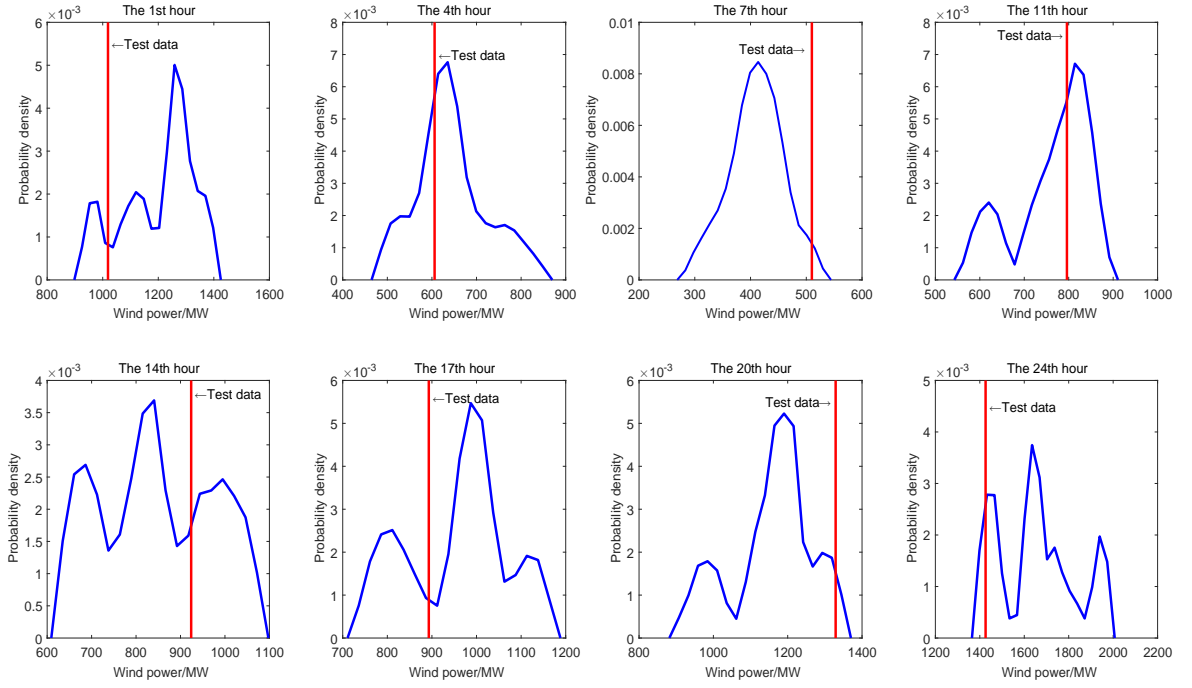 The 1st hour
×10⁻³
6
5
4
3
2
1
0
←Test data
Probability density
800 1000 1200 1400 1600
Wind power/MW
The 4th hour
×10⁻³
8
7
6
5
4
3
2
1
0
←Test data
Probability density
400 500 600 700 800 900
Wind power/MW
The 7th hour
0.01
0.008
0.006
0.004
0.002
0
Test data→
Probability density
200 300 400 500 600
Wind power/MW
The 11th hour
×10⁻³
8
7
6
5
4
3
2
1
0
Test data→
Probability density
500 600 700 800 900 1000
Wind power/MW
The 14th hour
×10⁻³
4
3.5
3
2.5
2
1.5
1
0.5
0
←Test data
Probability density
600 700 800 900 1000 1100
Wind power/MW
The 17th hour
×10⁻³
6
5
4
3
2
1
0
←Test data
Probability density
700 800 900 1000 1100 1200
Wind power/MW
The 20th hour
×10⁻³
6
5
4
3
2
1
0
Test data→
Probability density
800 1000 1200 1400
Wind power/MW
The 24th hour
×10⁻³
5
4
3
2
1
0
←Test data
Probability density
1200 1400 1600 1800 2000 2200
Wind power/MW